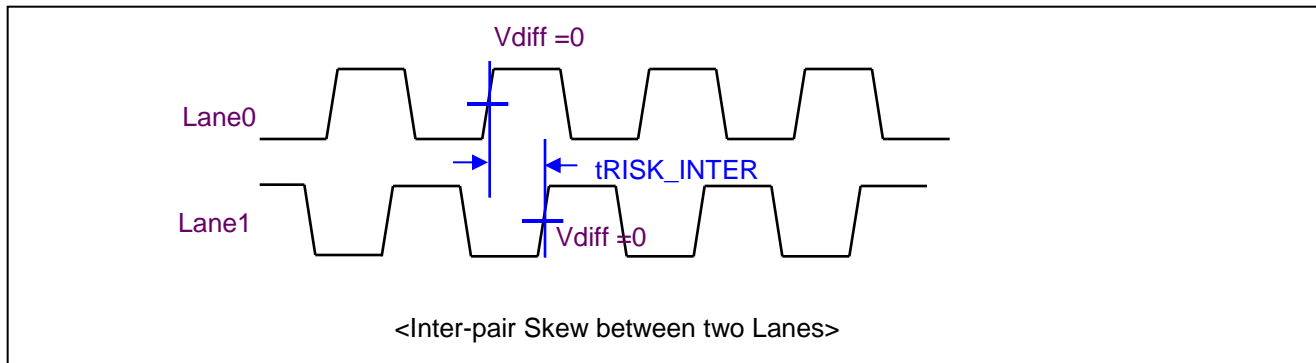 Vdiff =0
Lane0
tRISK_INTER
Lane1
Vdiff =0
<Inter-pair Skew between two Lanes>